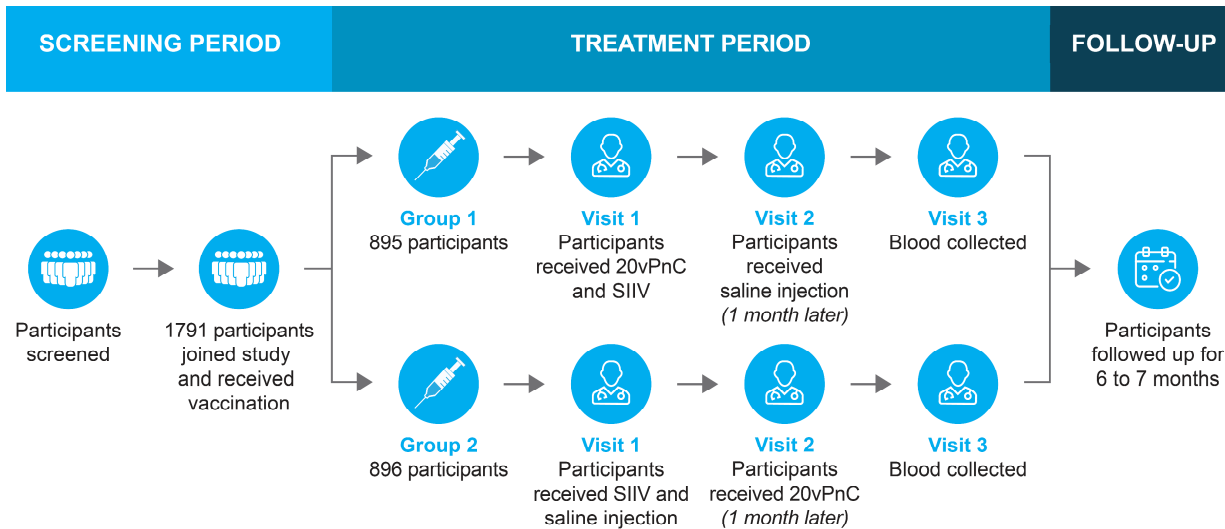 SCREENING PERIOD
TREATMENT PERIOD
FOLLOW-UP
Participants
screened
1791 participants
joined study
and received
vaccination
Group 1
895 participants
Visit 1
Participants
received 20vPnC
and SIIV
Visit 2
Participants
received
saline injection
(1 month later)
Visit 3
Blood collected
Group 2
896 participants
Visit 1
Participants
received SIIV and
saline injection
Visit 2
Participants
received 20vPnC
(1 month later)
Visit 3
Blood collected
Participants
followed up for
6 to 7 months